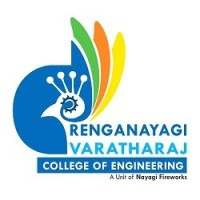 RENGANAYAGI
VARATHARAJ
COLLEGE OF ENGINEERING
A Unit of Nayagi Fireworks